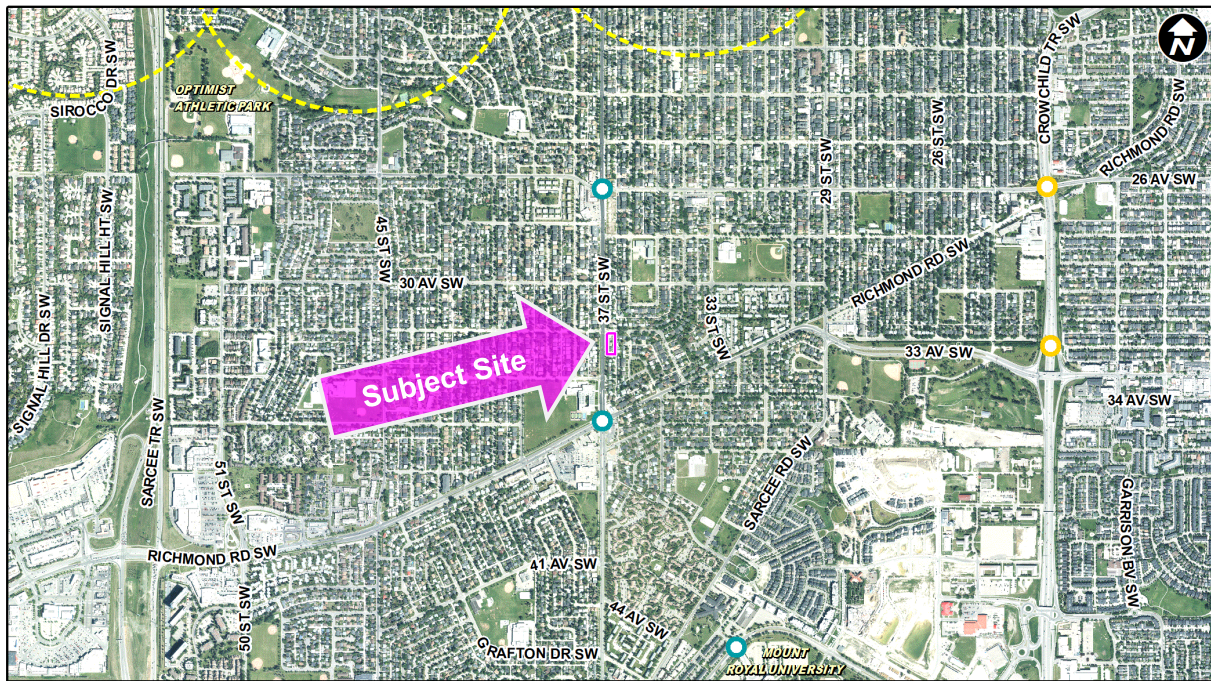 N
SIROCCO DR SW
OPTIMIST
ATHLETIC PARK
CROWCHILD TR SW
RICHMOND RD SW
26 ST SW
29 ST SW
26 AV SW
SIGNAL HILL HT SW
45 ST SW
30 AV SW
37 ST SW
RICHMOND RD SW
33 ST SW
33 AV SW
SIGNAL HILL DR SW
Subject Site
34 AV SW
SARCEE TR SW
51 ST SW
SARCEE RD SW
GARRISON BV SW
RICHMOND RD SW
41 AV SW
50 ST SW
44 AV SW
GRAFTON DR SW
MOUNT
ROYAL UNIVERSITY